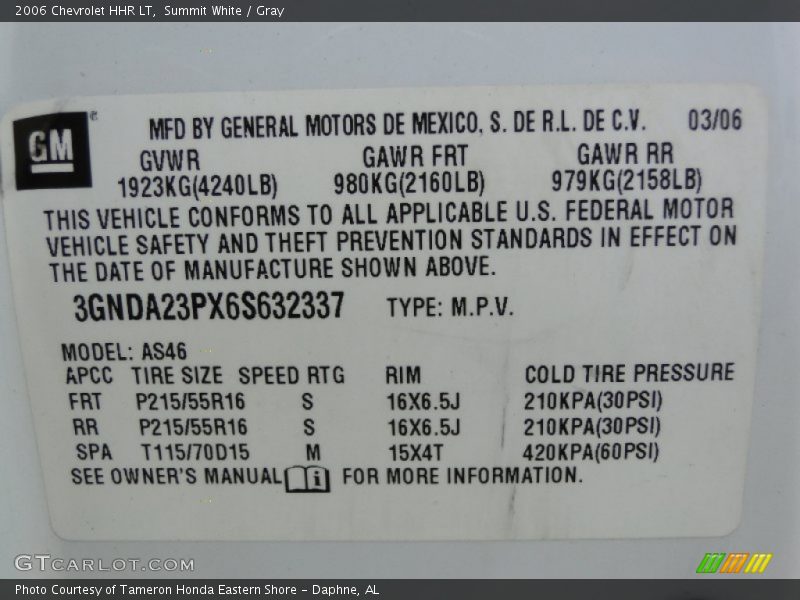 2006 Chevrolet HHR LT, Summit White / Gray
GM ®
MFD BY GENERAL MOTORS DE MEXICO, S. DE R.L. DE C.V. 03/06
GVWR GAWR FRT GAWR RR
1923KG(4240LB) 980KG(2160LB) 979KG(2158LB)
THIS VEHICLE CONFORMS TO ALL APPLICABLE U.S. FEDERAL MOTOR
VEHICLE SAFETY AND THEFT PREVENTION STANDARDS IN EFFECT ON
THE DATE OF MANUFACTURE SHOWN ABOVE.
3GNDA23PX6S632337 TYPE: M.P.V.
MODEL: AS46
APCC TIRE SIZE SPEED RTG RIM COLD TIRE PRESSURE
FRT P215/55R16 S 16X6.5J 210KPA(30PSI)
RR P215/55R16 S 16X6.5J 210KPA(30PSI)
SPA T115/70D15 M 15X4T 420KPA(60PSI)
SEE OWNER'S MANUAL i FOR MORE INFORMATION.
GTCARLOT.COM
Photo Courtesy of Tameron Honda Eastern Shore – Daphne, AL